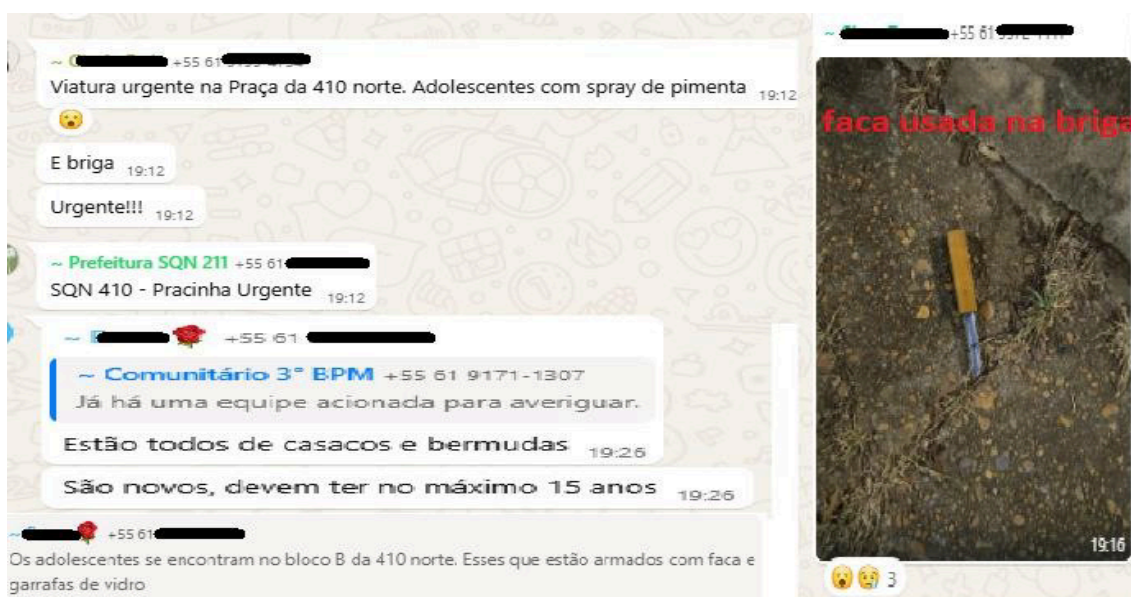 +55 61
Viatura urgente na Praça da 410 norte. Adolescentes com spray de pimenta 19:12
E briga 19:12
Urgente!!! 19:12
~ Prefeitura SQN 211 +55 61
SQN 410 - Pracinha Urgente 19:12
~ +55 61
~ Comunitário 3° BPM +55 61 9171-1307
Já há uma equipe acionada para averiguar.
Estão todos de casacos e bermudas 19:26
São novos, devem ter no máximo 15 anos 19:26
~ +55 61
Os adolescentes se encontram no bloco B da 410 norte. Esses que estão armados com faca e
garrafas de vidro
~ +55 61
faca usada na briga
19:16
3